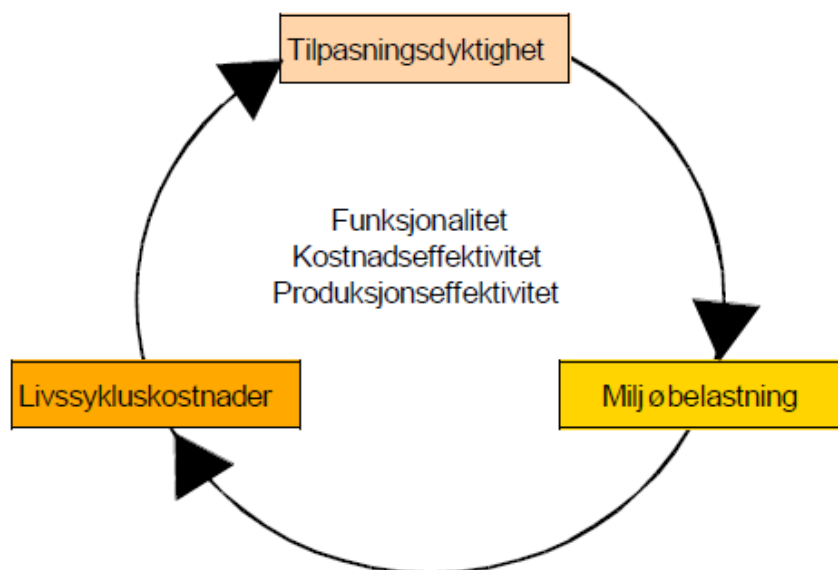 Tilpasningsdyktighet
Funksjonalitet
Kostnadseffektivitet
Produksjonseffektivitet
Livssykluskostnader
Miljøbelastning